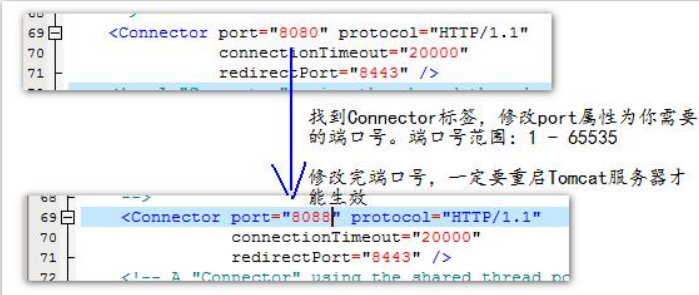 69 <Connector port="8080" protocol="HTTP/1.1"
70 connectionTimeout="20000"
71 redirectPort="8443" />
找到Connector标签，修改port属性为你需要
的端口号。端口号范围：1 - 65535
修改完端口号，一定要重启Tomcat服务器才
能生效
68 -->
69 <Connector port="8088" protocol="HTTP/1.1"
70 connectionTimeout="20000"
71 redirectPort="8443" />
72 <!-- A "Connector" using the shared thread